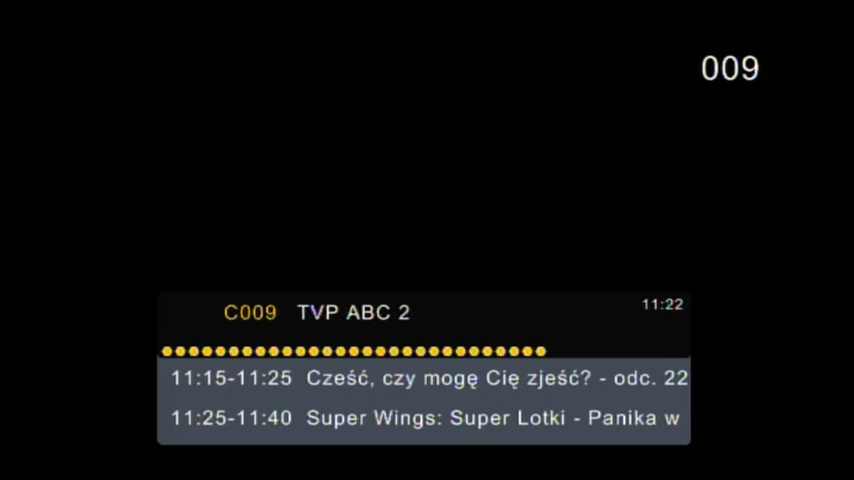 009
C009 TVP ABC 2 11:22
11:15-11:25 Cześć, czy mogę Cię zjeść? - odc. 22
11:25-11:40 Super Wings: Super Lotki - Panika w